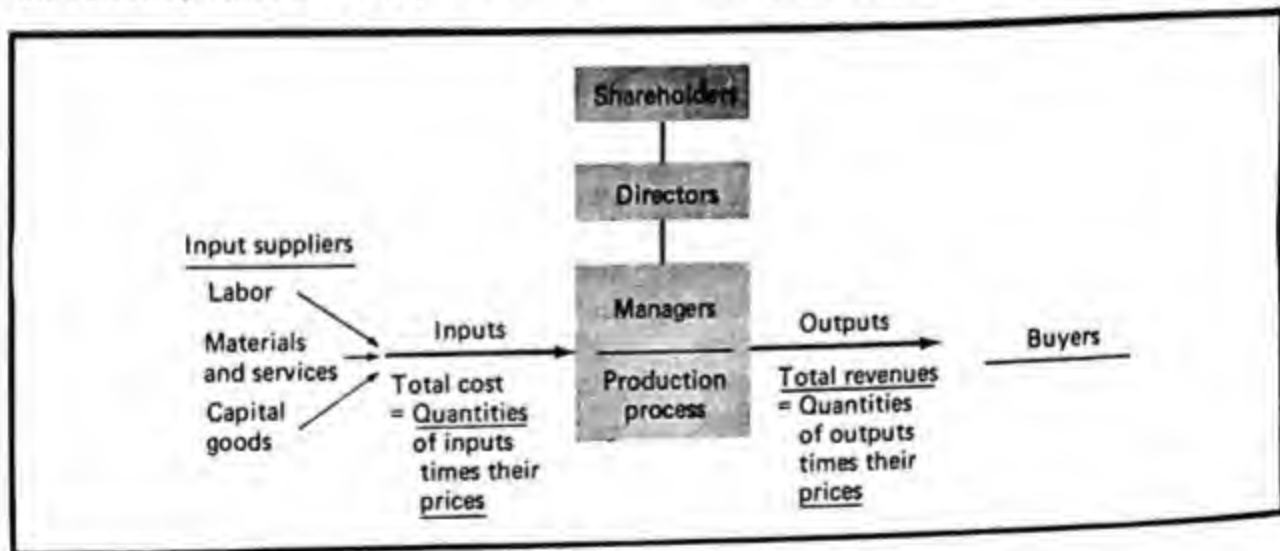 Shareholders
Directors
Input suppliers
Labor
Materials
and services
Capital
goods
Inputs
Total cost
= Quantities
of inputs
times their
prices
Managers
Production
process
Outputs
Total revenues
= Quantities
of outputs
times their
prices
Buyers